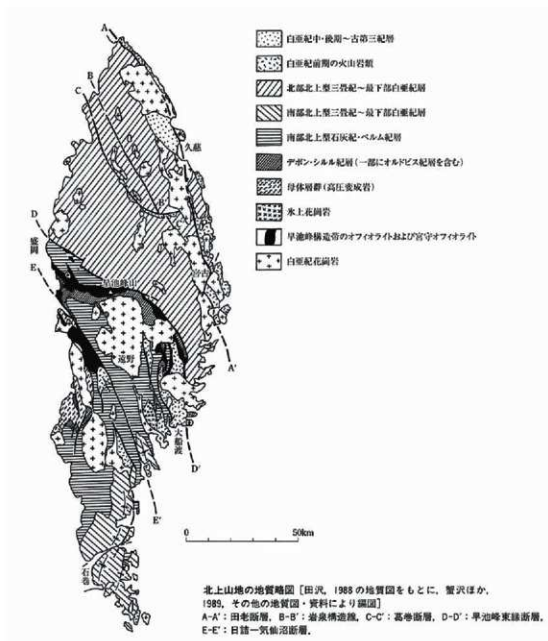 A
B
C
D
E
久慈
B'
盛岡
宮古
早池峰山
遠野
A'
大船渡
D'
E'
石巻
白亜紀中・後期～古第三紀層
白亜紀前期の火山岩類
北部北上型三畳紀～最下部白亜紀層
南部北上型三畳紀～最下部白亜紀層
南部北上型石灰紀・ペルム紀層
デボン・シルル紀層(一部にオルドビス紀層を含む)
母体層群(高圧変成岩)
氷上花崗岩
早池峰構造帯のオフィオライトおよび宮守オフィオライト
白亜紀花崗岩
0 50km
北上山地の地質略図 [田沢, 1988の地質図をもとに, 蟹沢ほか,
1989, その他の地質図・資料により編図]
A-A': 田老断層, B-B': 岩泉構造線, C-C': 葛巻断層, D-D': 早池峰東縁断層,
E-E': 日詰―気仙沼断層.